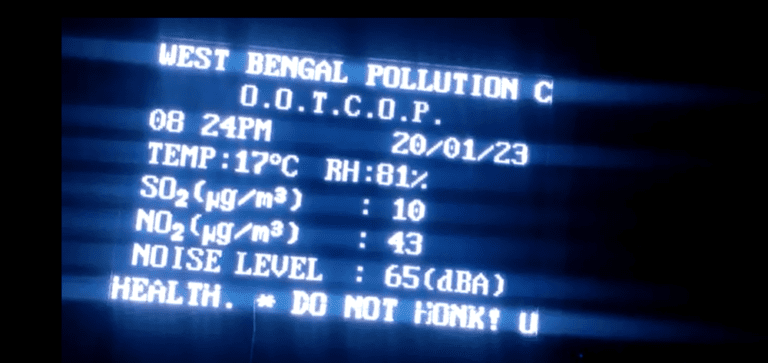 WEST BENGAL POLLUTION C
O.O.T.C.O.P.
08 24PM 20/01/23
TEMP:17°C RH:81%
SO₂(µg/m³) : 10
NO₂(µg/m³) : 43
NOISE LEVEL : 65(dBA)
HEALTH. * DO NOT HONK! U